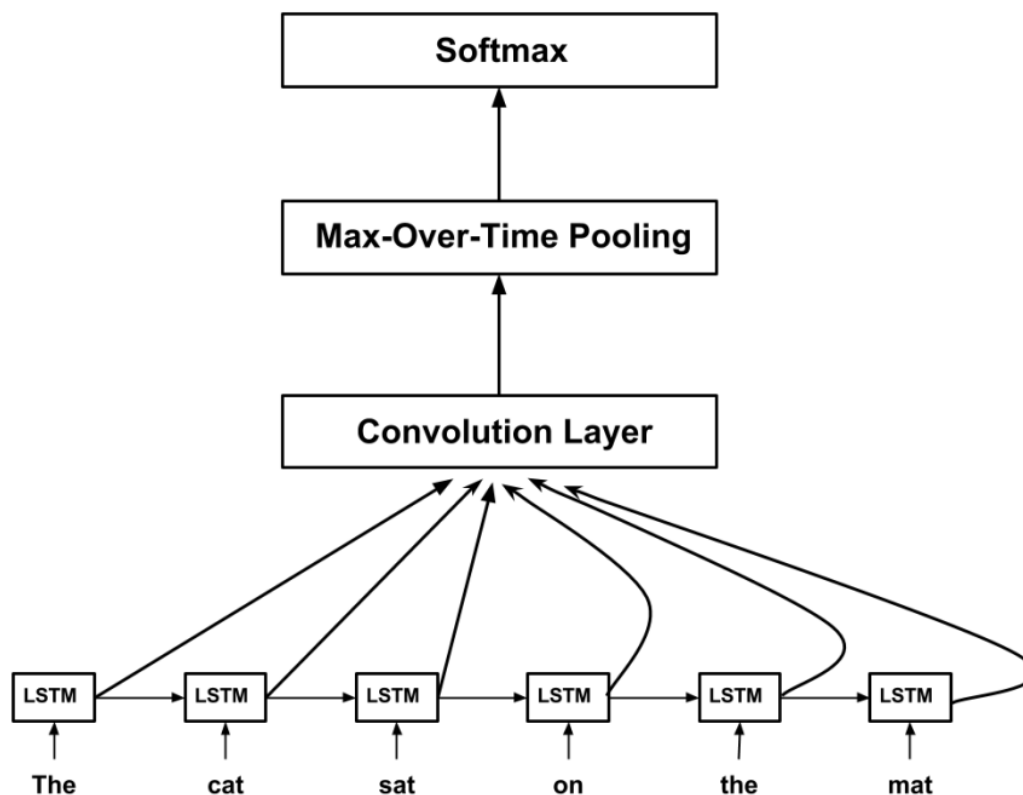 Softmax
Max-Over-Time Pooling
Convolution Layer
LSTM LSTM LSTM LSTM LSTM LSTM
The cat sat on the mat